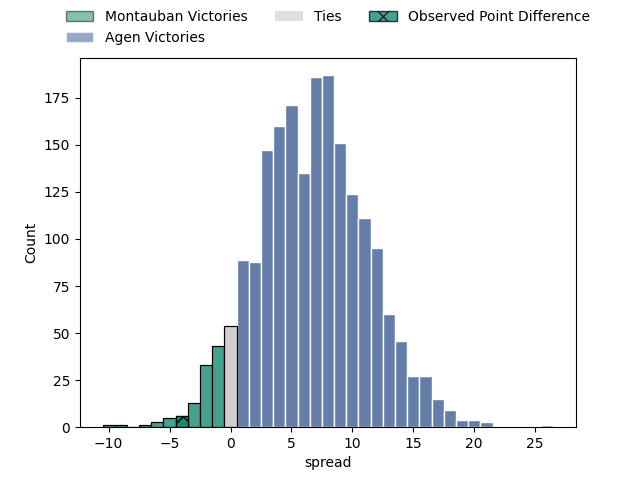 Montauban Victories
Ties
Observed Point Difference
Agen Victories
175
150
125
100
75
50
25
0
Count
−10
−5
0
5
10
15
20
25
spread